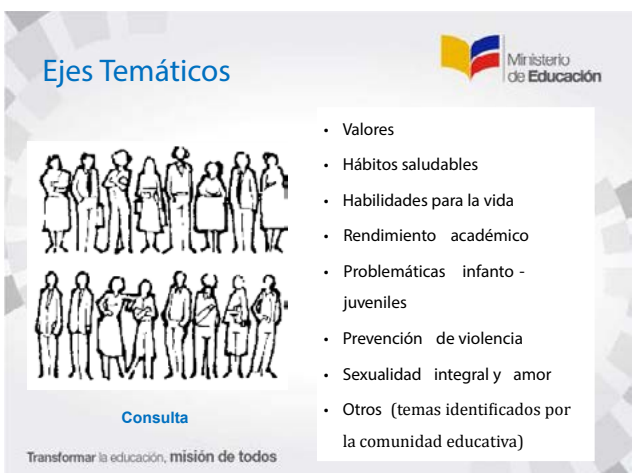 Ejes Temáticos
Ministerio
de Educación
• Valores
• Hábitos saludables
• Habilidades para la vida
• Rendimiento académico
• Problemáticas infanto -
juveniles
• Prevención de violencia
• Sexualidad integral y amor
• Otros (temas identificados por
la comunidad educativa)
Consulta
Transformar la educación, misión de todos